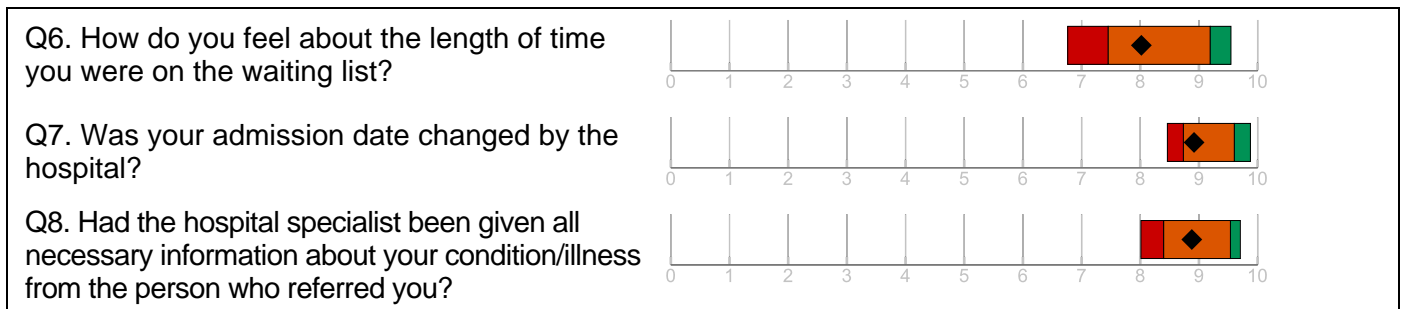 Q6. How do you feel about the length of time
you were on the waiting list?
0 1 2 3 4 5 6 7 8 9 10
Q7. Was your admission date changed by the
hospital?
0 1 2 3 4 5 6 7 8 9 10
Q8. Had the hospital specialist been given all
necessary information about your condition/illness
from the person who referred you?
0 1 2 3 4 5 6 7 8 9 10